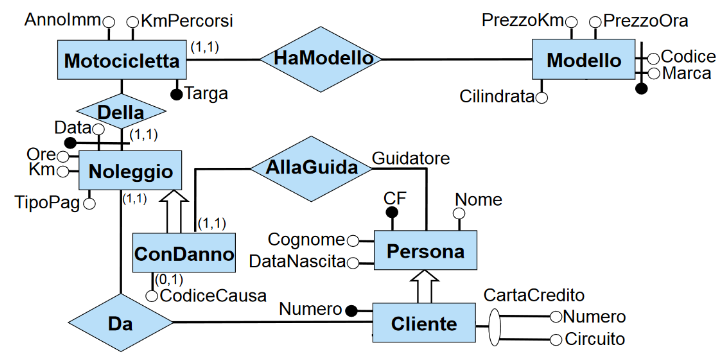 AnnoImm KmPercorsi
PrezzoKm PrezzoOra
(1,1)
Motocicletta HaModello Modello
Codice
Marca
Targa Cilindrata
Della
Data (1,1)
Ore
Noleggio AllaGuida Guidatore
Km
TipoPag (1,1)
CF Nome
(1,1)
Cognome
ConDanno Persona
DataNascita
(0,1)
CodiceCausa CartaCredito
Numero Numero
Da Cliente
Circuito